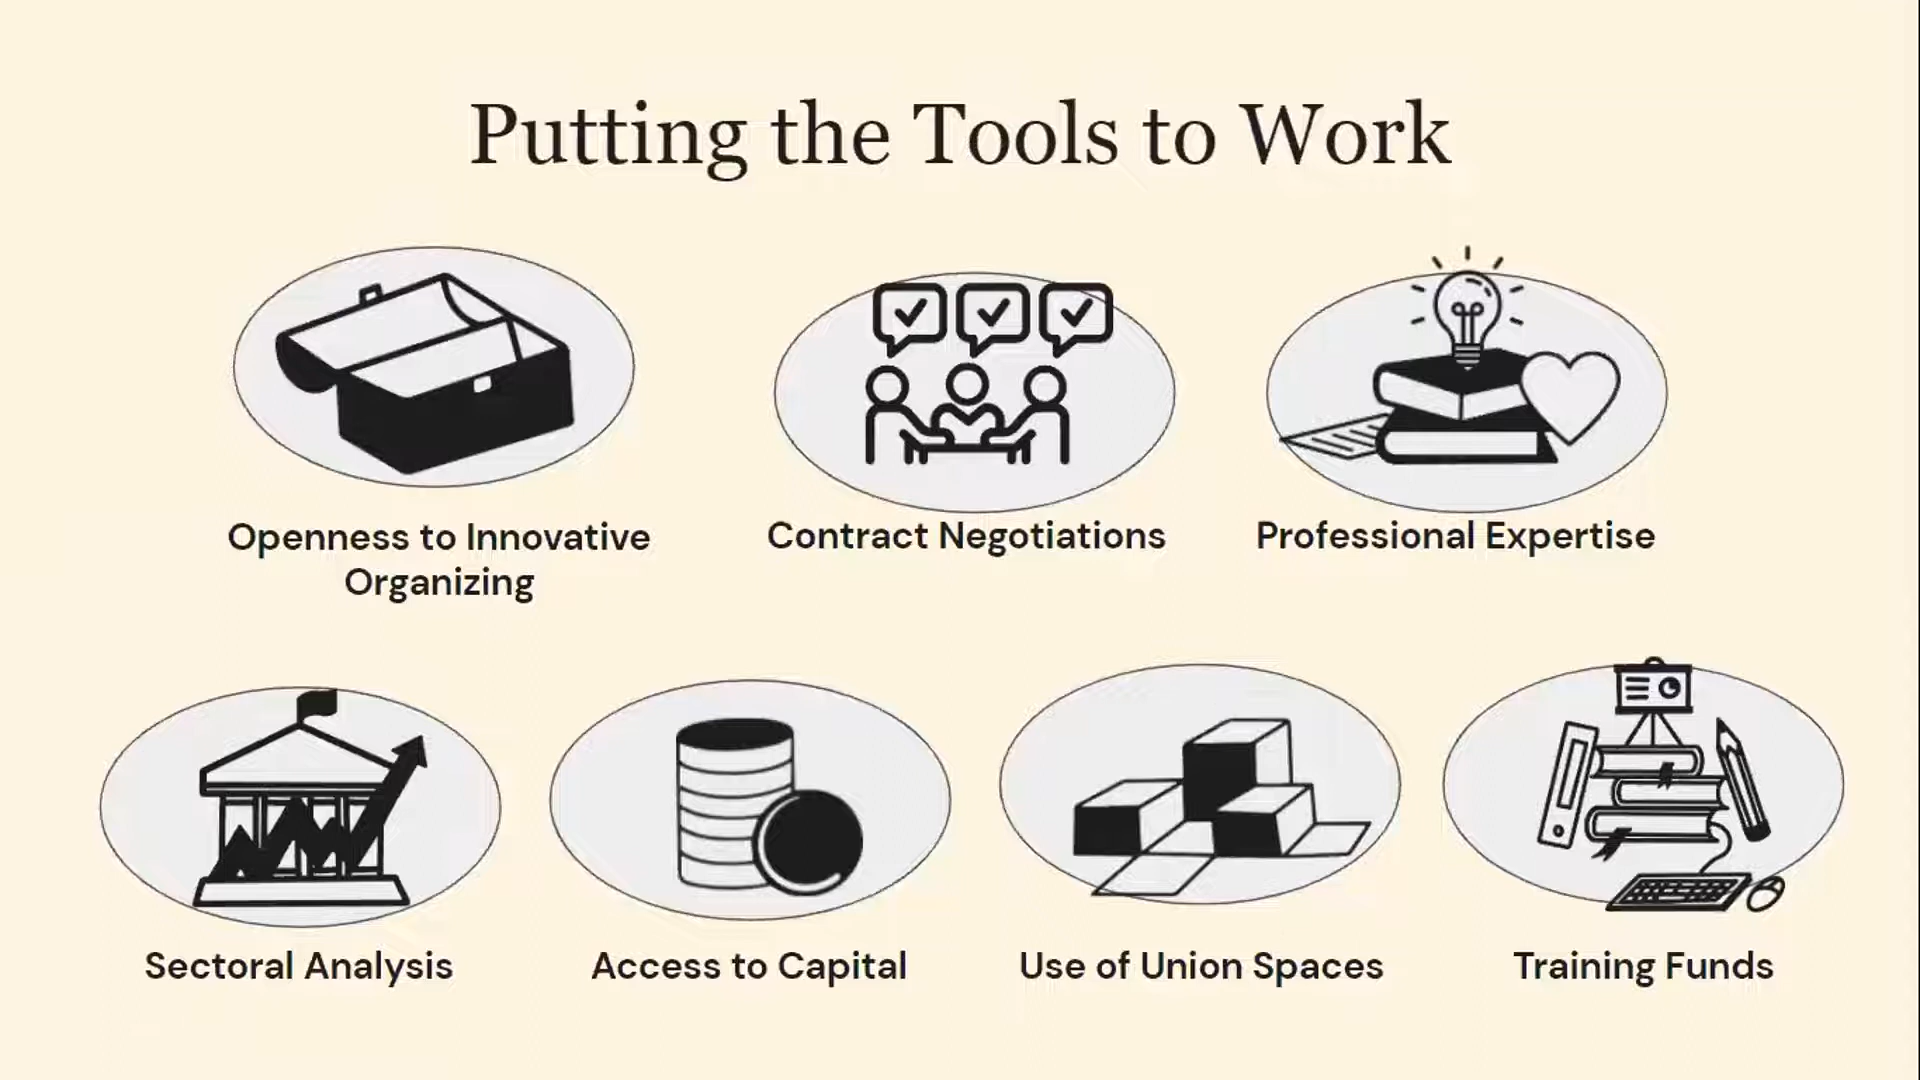 Putting the Tools to Work
Openness to Innovative
Organizing
Contract Negotiations
Professional Expertise
Sectoral Analysis
Access to Capital
Use of Union Spaces
Training Funds